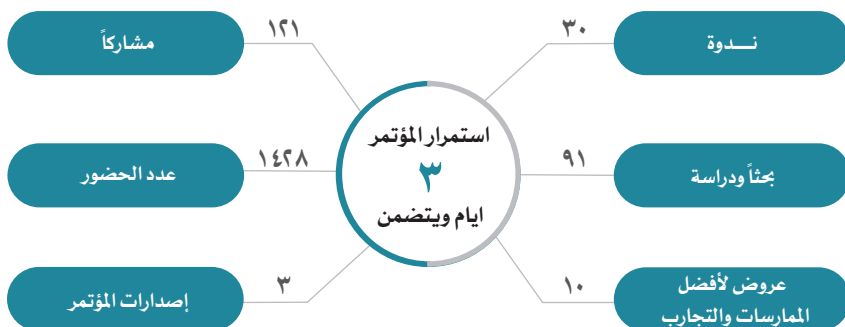 ٣٠
نــدوة
٩١
بحثاً ودراسة
١٠
عروض لأفضل
الممارسات والتجارب
استمرار المؤتمر
٣
ايام ويتضمن
١٢١
مشاركاً
١٤٢٨
عدد الحضور
٣
إصدارات المؤتمر